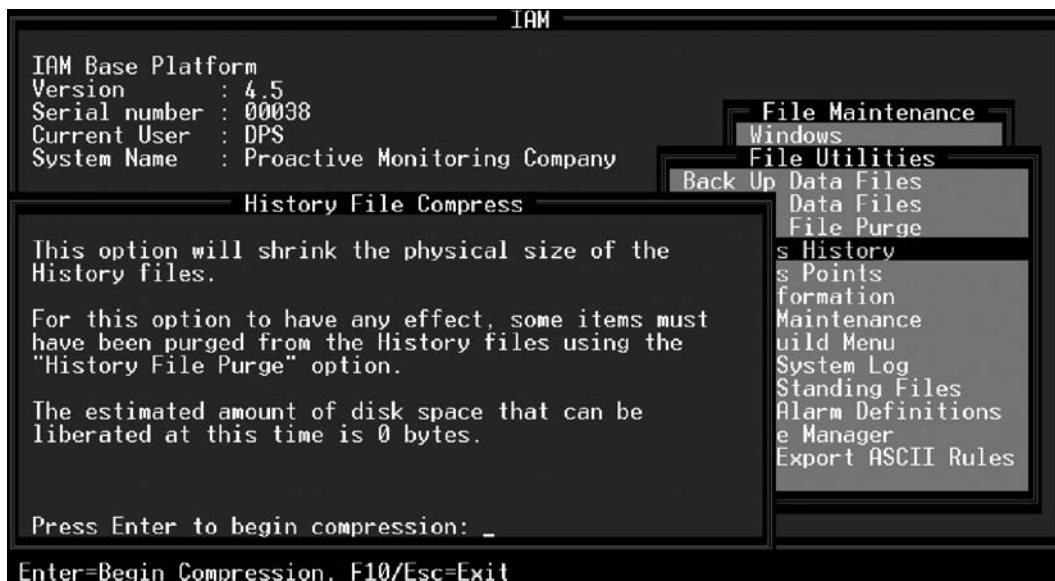 IAM
IAM Base Platform
Version : 4.5
Serial number : 00038
Current User : DPS
System Name : Proactive Monitoring Company
File Maintenance
Windows
File Utilities
Back Up Data Files
Data Files
File Purge
s History
s Points
formation
Maintenance
uild Menu
System Log
Standing Files
Alarm Definitions
e Manager
Export ASCII Rules
History File Compress
This option will shrink the physical size of the
History files.
For this option to have any effect, some items must
have been purged from the History files using the
"History File Purge" option.
The estimated amount of disk space that can be
liberated at this time is 0 bytes.
Press Enter to begin compression: _
Enter=Begin Compression, F10/Esc=Exit